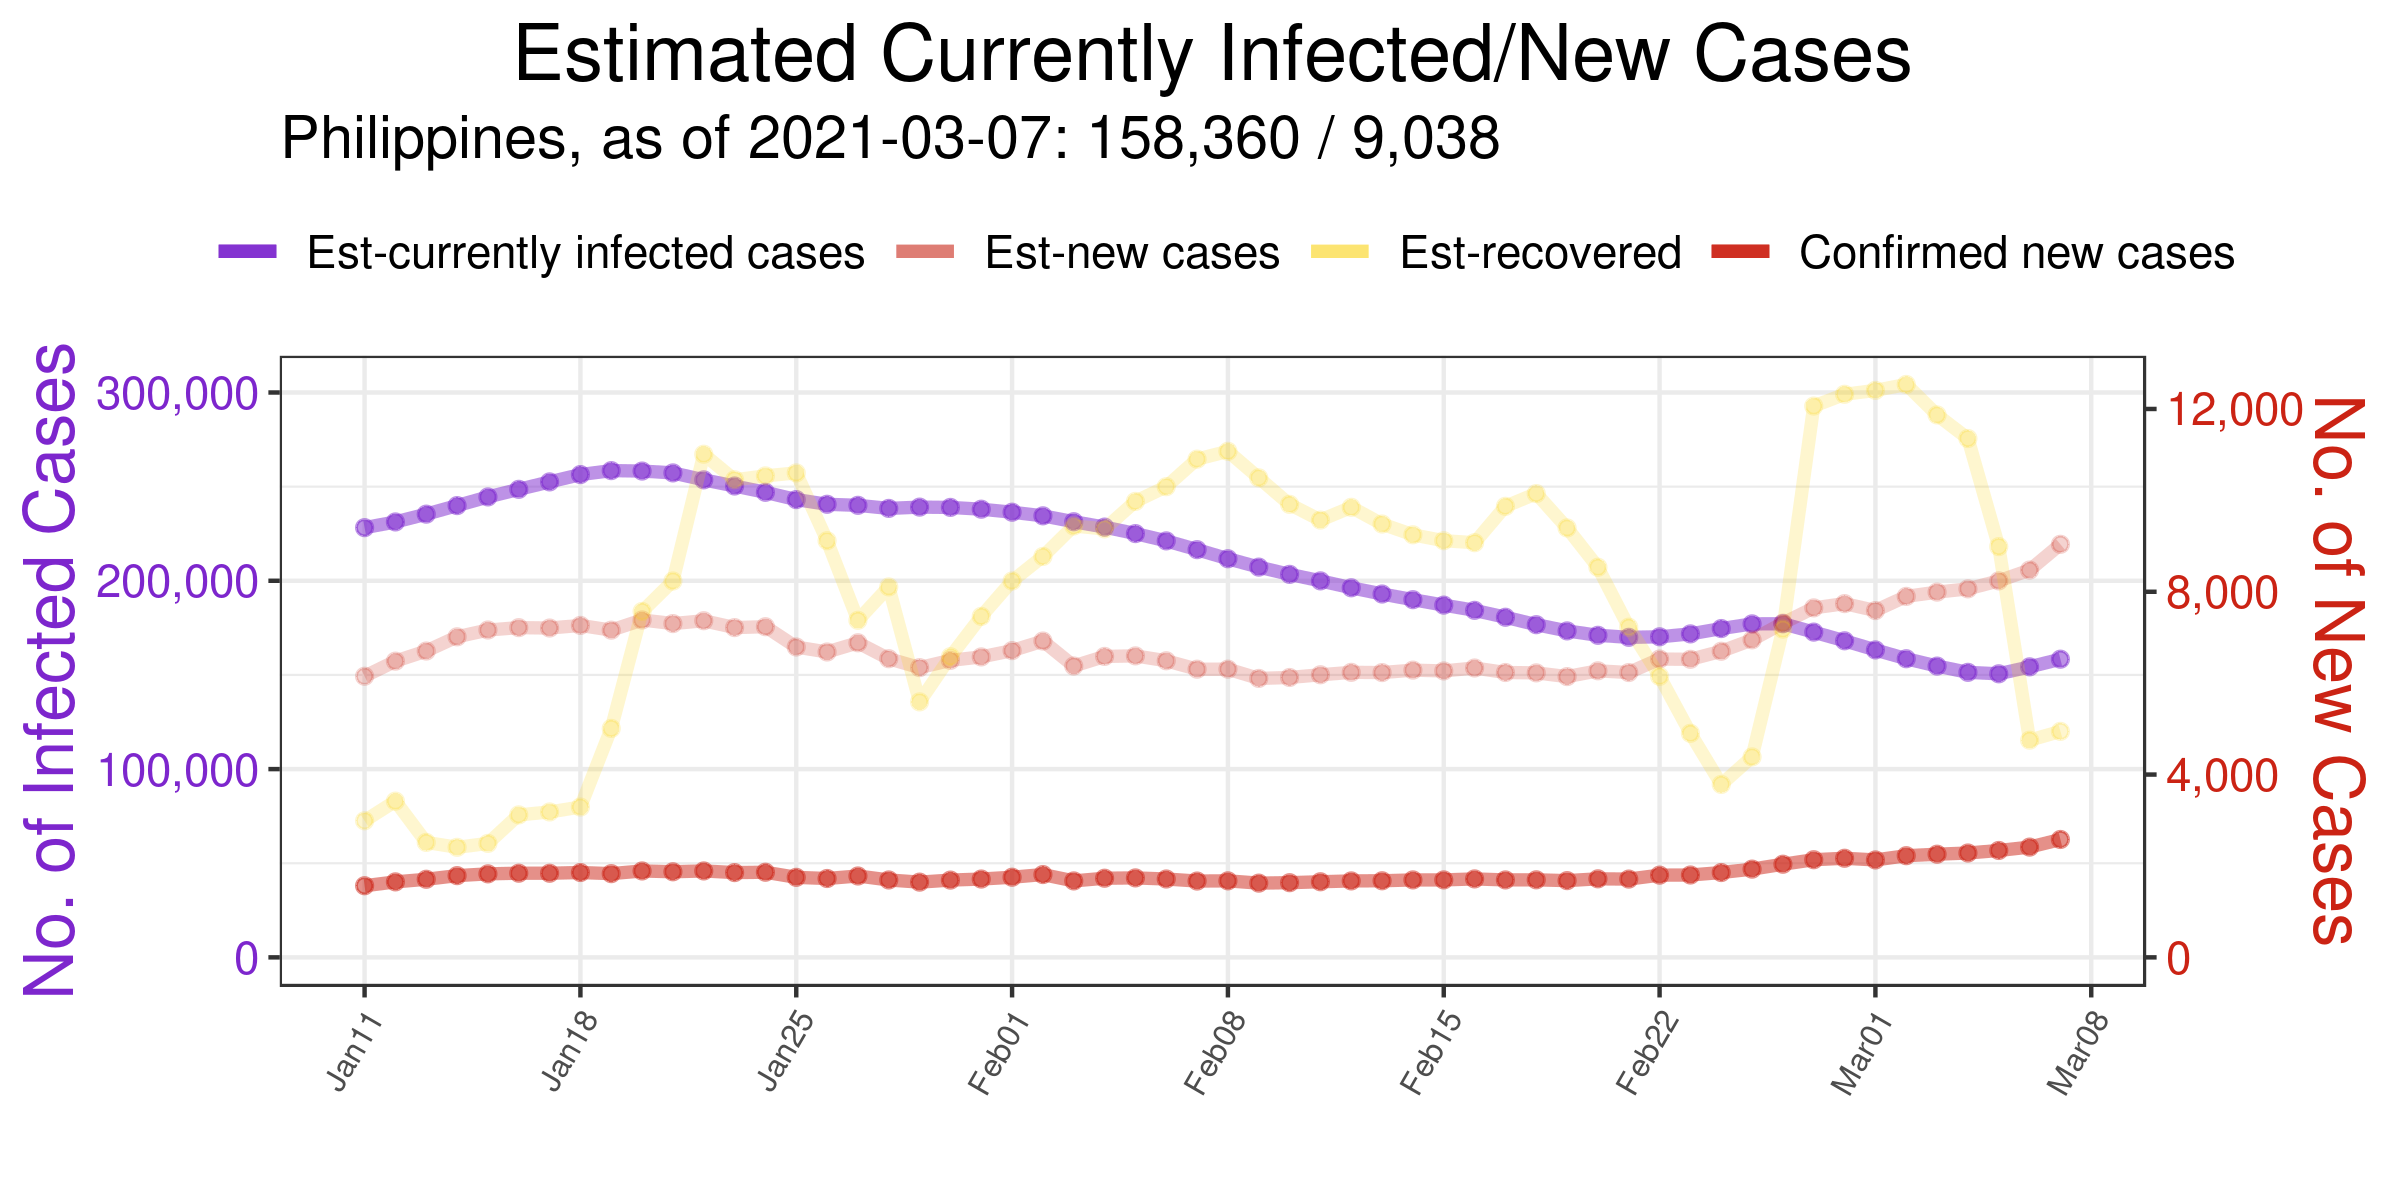 Estimated Currently Infected/New Cases
Philippines, as of 2021-03-07: 158,360 / 9,038
Est-currently infected cases Est-new cases Est-recovered Confirmed new cases
No. of Infected Cases
300,000
200,000
100,000
0
12,000
8,000
4,000
0
No. of New Cases
Jan11 Jan18 Jan25 Feb01 Feb08 Feb15 Feb22 Mar01 Mar08